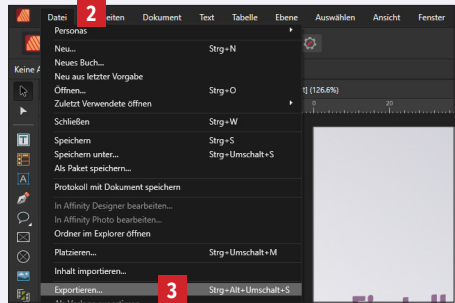 Datei 2 eiten Dokument Text Tabelle Ebene Auswählen Ansicht Fenster
Personas
Keine A
Neu... Strg+N
Neues Buch...
Neu aus letzter Vorgabe
Öffnen... Strg+O
t] (126.6%)
Zuletzt Verwendete öffnen
0 20
Schließen Strg+W
Speichern Strg+S
Speichern unter... Strg+Umschalt+S
Als Paket speichern...
Protokoll mit Dokument speichern
In Affinity Designer bearbeiten...
In Affinity Photo bearbeiten...
Ordner im Explorer öffnen
Platzieren... Strg+Umschalt+M
Inhalt importieren...
Exportieren... 3 Strg+Alt+Umschalt+S